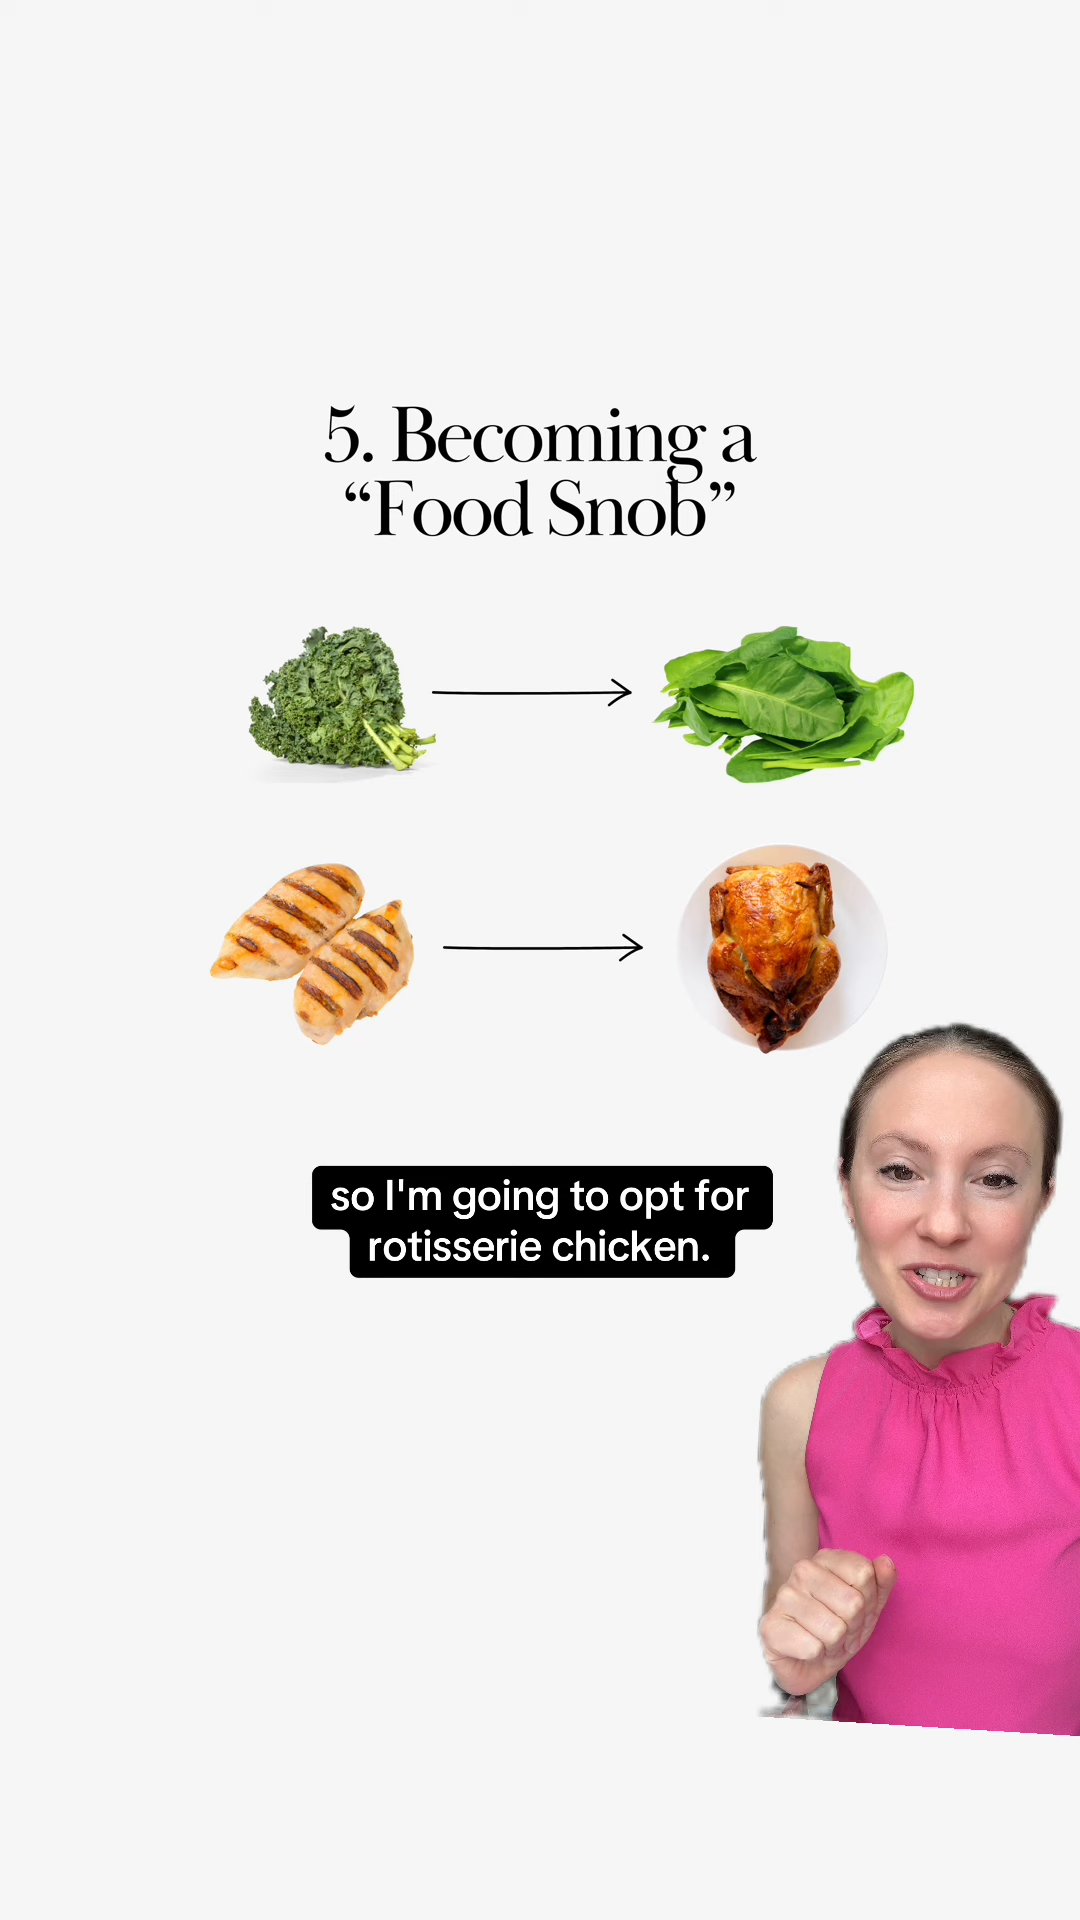 5. Becoming a
“Food Snob”
so I'm going to opt for
rotisserie chicken.